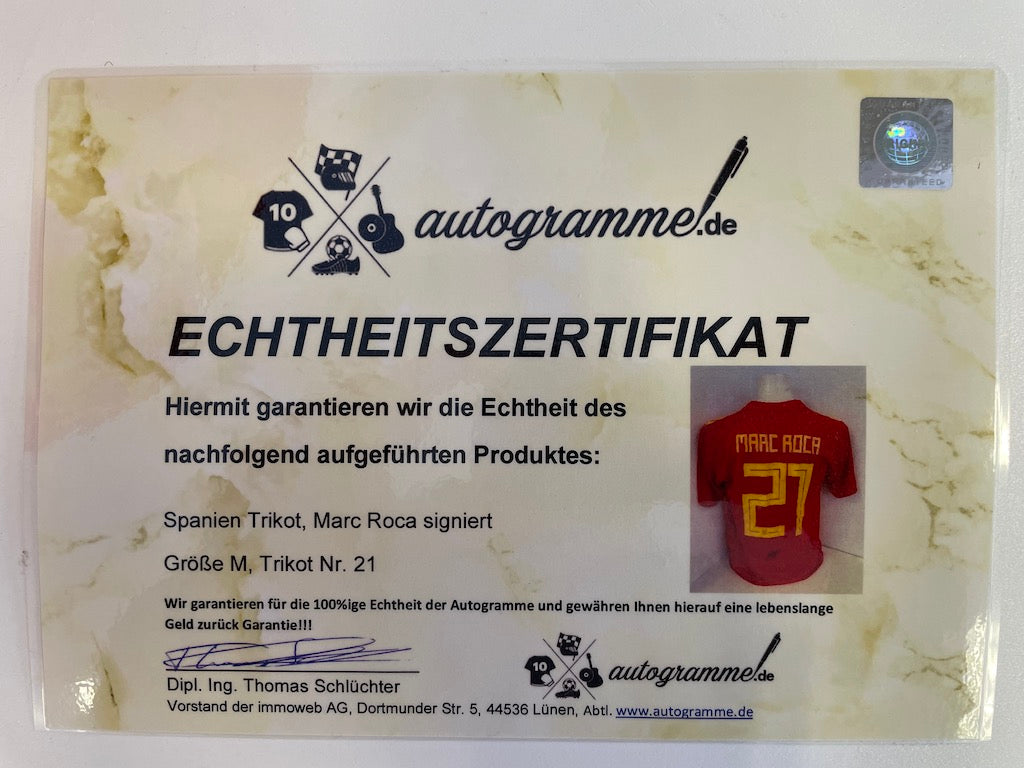 10
autogramme.de
ECHTHEITSZERTIFIKAT
Hiermit garantieren wir die Echtheit des
nachfolgend aufgeführten Produktes:
MARC ROCA
21
Spanien Trikot, Marc Roca signiert
Größe M, Trikot Nr. 21
Wir garantieren für die 100%ige Echtheit der Autogramme und gewähren Ihnen hierauf eine lebenslange
Geld zurück Garantie!!!
10
autogramme.de
Dipl. Ing. Thomas Schlüchter
Vorstand der immoweb AG, Dortmunder Str. 5, 44536 Lünen, Abtl. www.autogramme.de